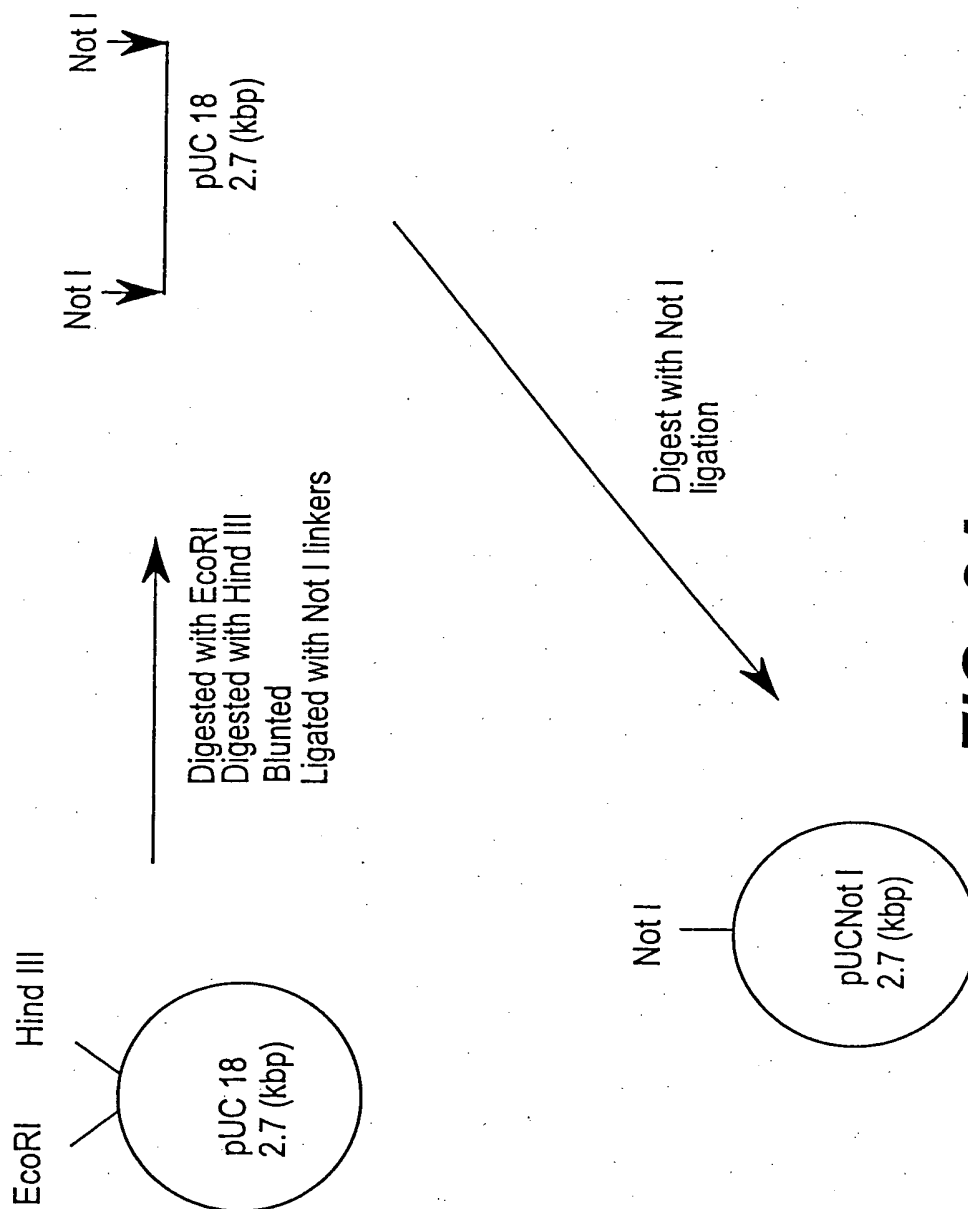 EcoRI
Hind III
pUC 18
2.7 (kbp)
Digested with EcoRI
Digested with Hind III
Blunted
Ligated with Not I linkers
Not I
Not I
pUC 18
2.7 (kbp)
Digest with Not I
ligation
Not I
pUCNot I
2.7 (kbp)